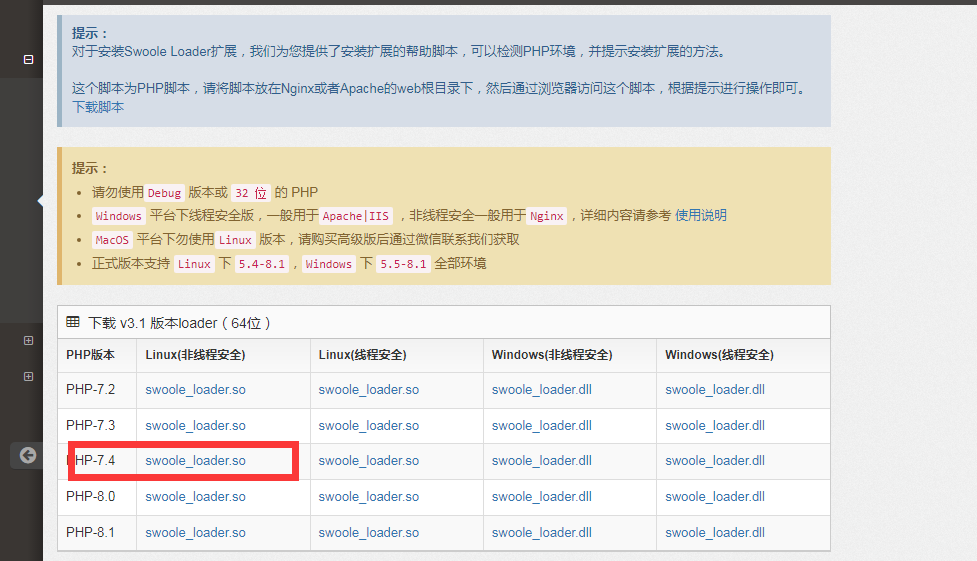 提示：
对于安装Swoole Loader扩展，我们为您提供了安装扩展的帮助脚本，可以检测PHP环境，并提示安装扩展的方法。
这个脚本为PHP脚本，请将脚本放在Nginx或者Apache的web根目录下，然后通过浏览器访问这个脚本，根据提示进行操作即可。
下载脚本
提示：
请勿使用 Debug 版本或 32 位 的 PHP
Windows 平台下线程安全版，一般用于 Apache|IIS ，非线程安全一般用于 Nginx ，详细内容请参考 使用说明
MacOS 平台下勿使用 Linux 版本，请购买高级版后通过微信联系我们获取
正式版本支持 Linux 下 5.4-8.1 ，Windows 下 5.5-8.1 全部环境
下载 v3.1 版本loader（64位）
PHP版本 Linux(非线程安全) Linux(线程安全) Windows(非线程安全) Windows(线程安全)
PHP-7.2 swoole_loader.so swoole_loader.so swoole_loader.dll swoole_loader.dll
PHP-7.3 swoole_loader.so swoole_loader.so swoole_loader.dll swoole_loader.dll
PHP-7.4 swoole_loader.so swoole_loader.so swoole_loader.dll swoole_loader.dll
PHP-8.0 swoole_loader.so swoole_loader.so swoole_loader.dll swoole_loader.dll
PHP-8.1 swoole_loader.so swoole_loader.so swoole_loader.dll swoole_loader.dll